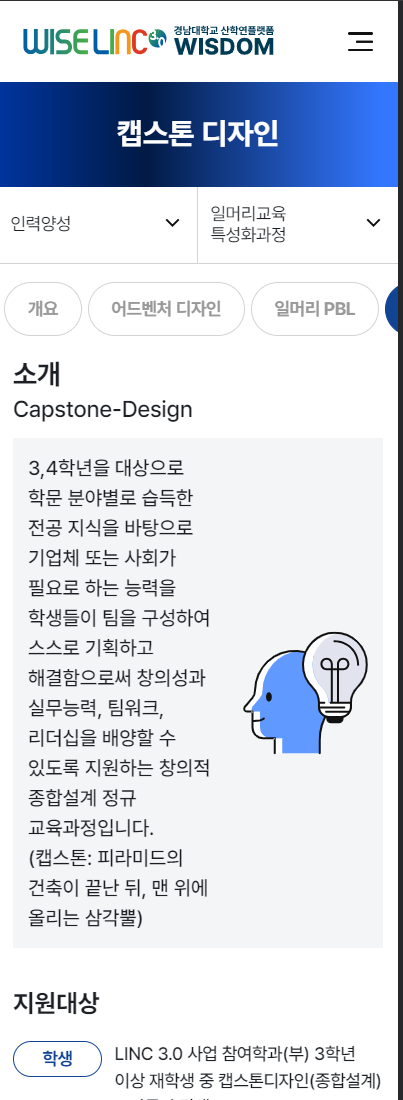 WISE LINC 3.0 경남대학교 산학연플랫폼
WISDOM
캡스톤 디자인
인력양성
일머리교육
특성화과정
개요
어드벤처 디자인
일머리 PBL
소개
Capstone-Design
3,4학년을 대상으로
학문 분야별로 습득한
전공 지식을 바탕으로
기업체 또는 사회가
필요로 하는 능력을
학생들이 팀을 구성하여
스스로 기획하고
해결함으로써 창의성과
실무능력, 팀워크,
리더십을 배양할 수
있도록 지원하는 창의적
종합설계 정규
교육과정입니다.
(캡스톤: 피라미드의
건축이 끝난 뒤, 맨 위에
올리는 삼각뿔)
지원대상
학생
LINC 3.0 사업 참여학과(부) 3학년
이상 재학생 중 캡스톤디자인(종합설계)